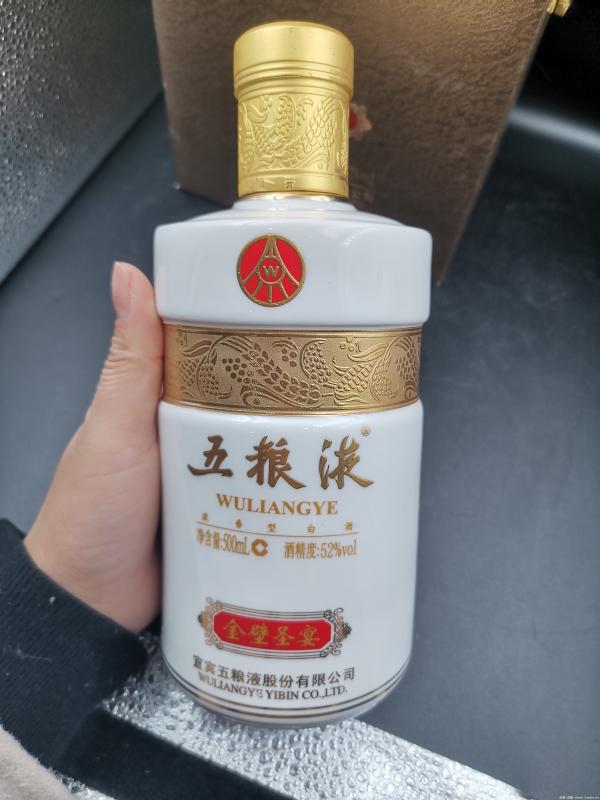 W
五粮液®
WULIANGYE
浓香型白酒
净含量:500mL C 酒精度:52%vol
金壁圣宴
宜宾五粮液股份有限公司
WULIANGYE YIBIN CO.,LTD.